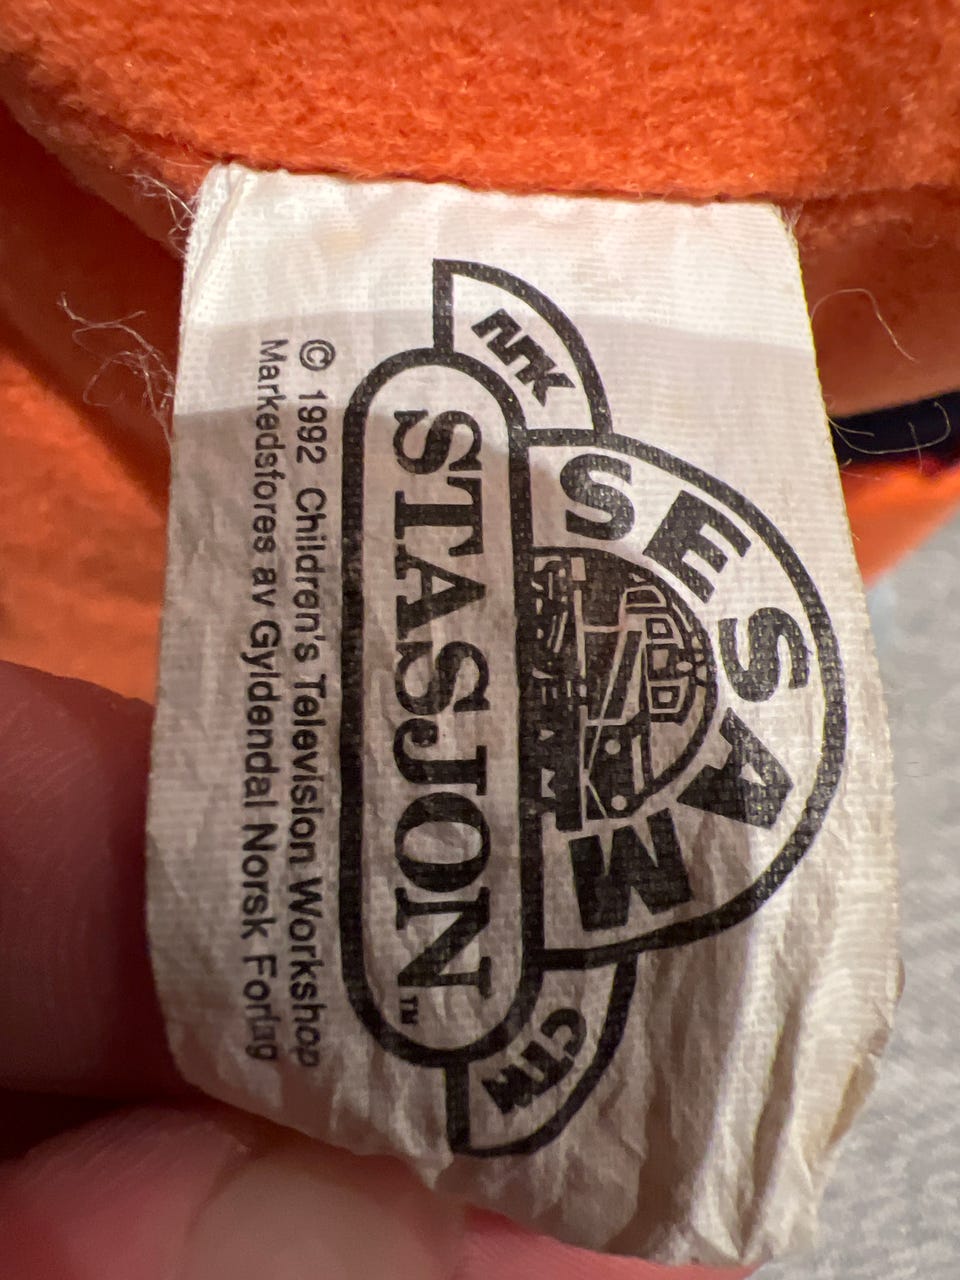 NRK
SESAM
STASJON™
CTW
© 1992 Children's Television Workshop
Markedsføres av Gyldendal Norsk Forlag